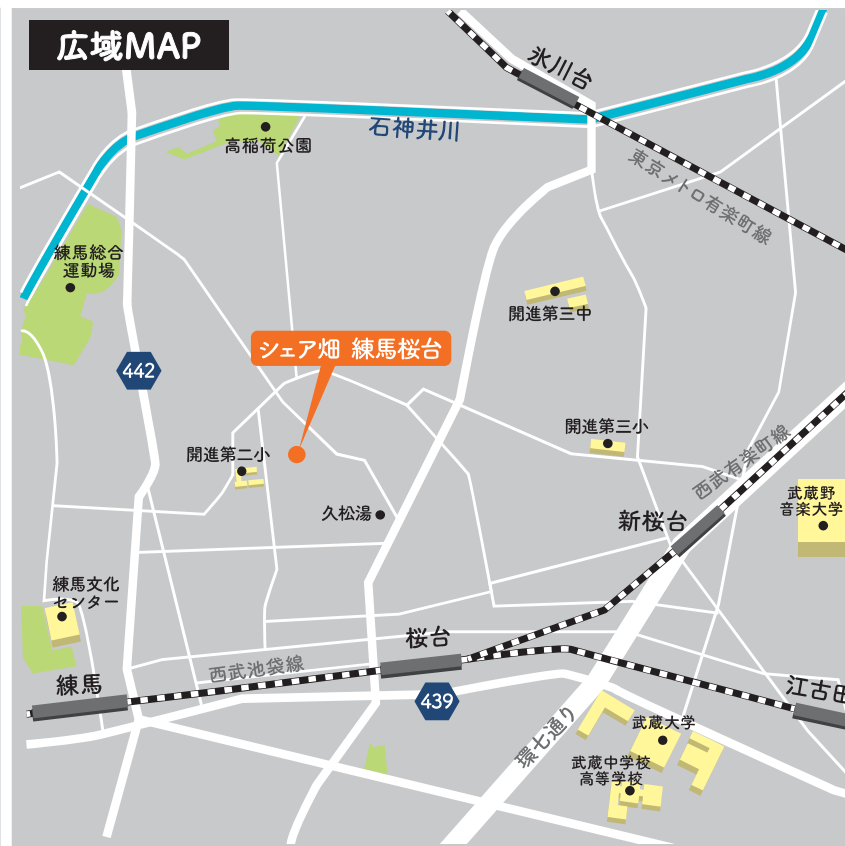 広域MAP
氷川台
石神井川
高稲荷公園
東京メトロ有楽町線
練馬総合
運動場
開進第三中
シェア畑 練馬桜台
442
開進第三小
西武有楽町線
開進第二小
武蔵野
音楽大学
久松湯
新桜台
練馬文化
センター
桜台
西武池袋線
練馬
439
江古田
環七通り
武蔵大学
武蔵中学校
高等学校